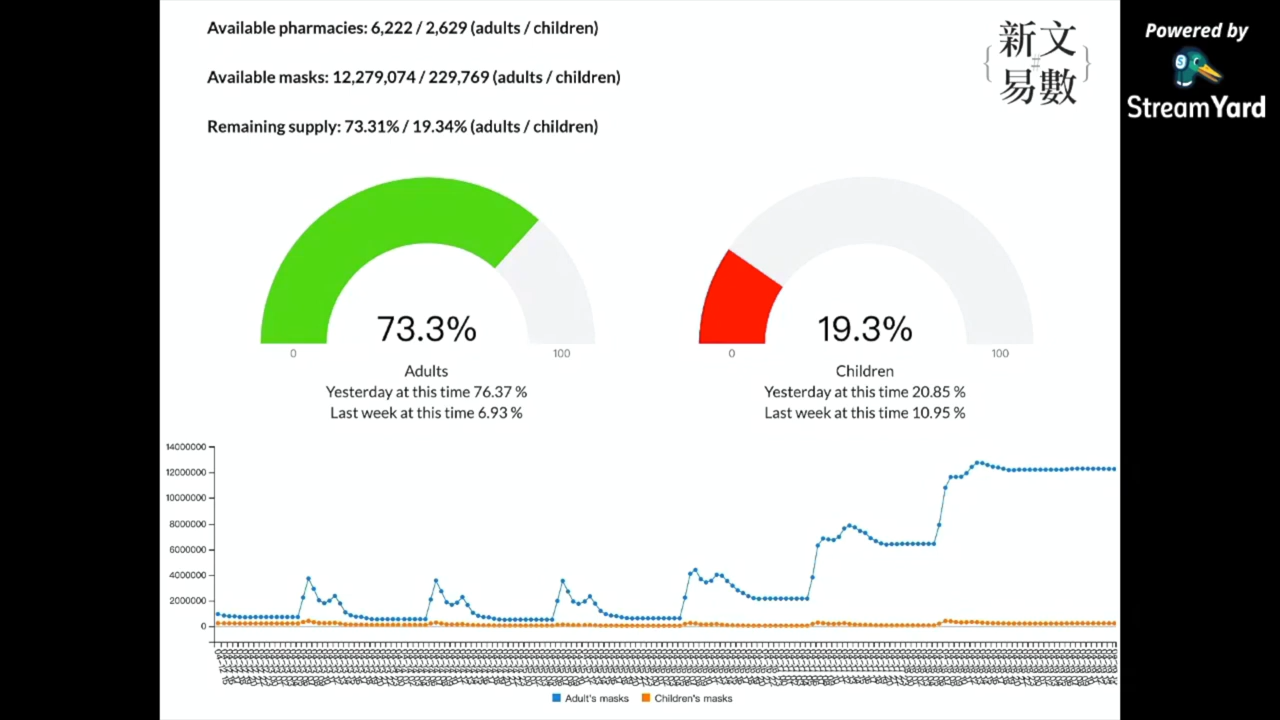 Available pharmacies: 6,222 / 2,629 (adults / children)
Available masks: 12,279,074 / 229,769 (adults / children)
Remaining supply: 73.31% / 19.34% (adults / children)
新文
易數
Powered by
StreamYard
73.3%
0
100
Adults
Yesterday at this time 76.37 %
Last week at this time 6.93 %
19.3%
0
100
Children
Yesterday at this time 20.85 %
Last week at this time 10.95 %
14000000
12000000
10000000
8000000
6000000
4000000
2000000
0
Adult's masks
Children's masks